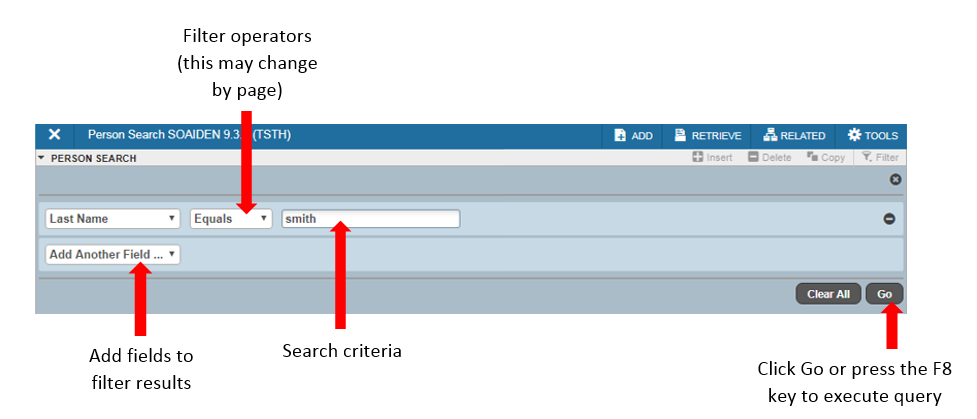 Filter operators
(this may change
by page)
Person Search SOAIDEN 9.3. (TSTH)
ADD
RETRIEVE
RELATED
TOOLS
PERSON SEARCH
Insert
Delete
Copy
Filter
Last Name
Equals
smith
Add Another Field ...
Clear All
Go
Add fields to
filter results
Search criteria
Click Go or press the F8
key to execute query